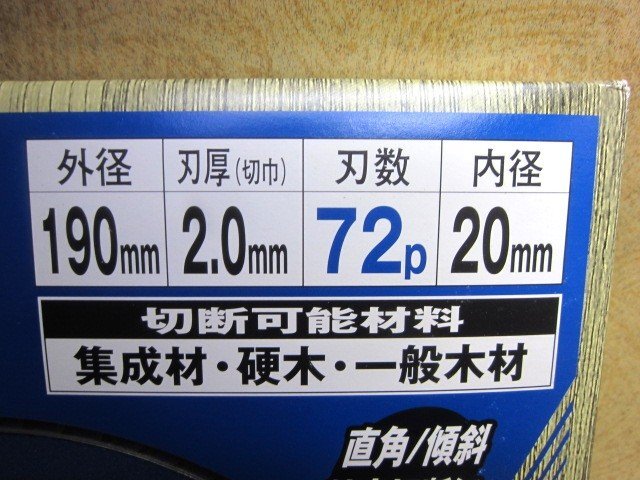 外径 刃厚(切巾) 刃数 内径
190mm 2.0mm 72p 20mm
切断可能材料
集成材・硬木・一般木材
直角/傾斜